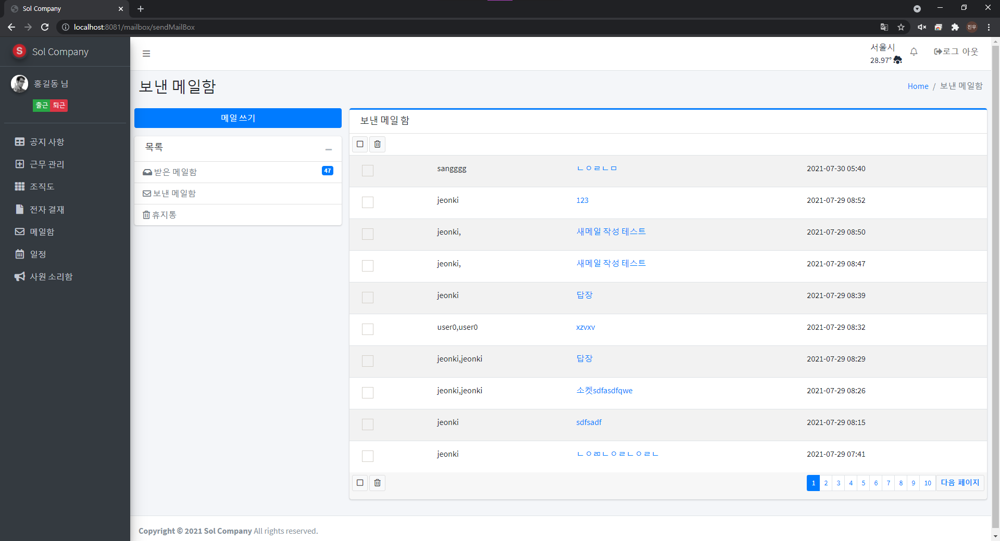 Sol Company
localhost:8081/mailbox/sendMailBox
진우
S Sol Company
홍길동 님
출근 퇴근
공지 사항
근무 관리
조직도
전자 결재
메일함
일정
사원 소리함
서울시
28.97°
로그 아웃
보낸 메일함
Home / 보낸 메일함
메일 쓰기
목록
받은 메일함 47
보낸 메일함
휴지통
보낸 메일 함
sangggg ㄴㅇㄹㄴㅁ 2021-07-30 05:40
jeonki 123 2021-07-29 08:52
jeonki, 새메일 작성 테스트 2021-07-29 08:50
jeonki, 새메일 작성 테스트 2021-07-29 08:47
jeonki 답장 2021-07-29 08:39
user0,user0 xzvxv 2021-07-29 08:32
jeonki,jeonki 답장 2021-07-29 08:29
jeonki,jeonki 소켓sdfasdfqwe 2021-07-29 08:26
jeonki sdfsadf 2021-07-29 08:15
jeonki ㄴㅇㄻㄴㅇㄹㄴㅇㄹㄴ 2021-07-29 07:41
1 2 3 4 5 6 7 8 9 10 다음 페이지
Copyright © 2021 Sol Company All rights reserved.